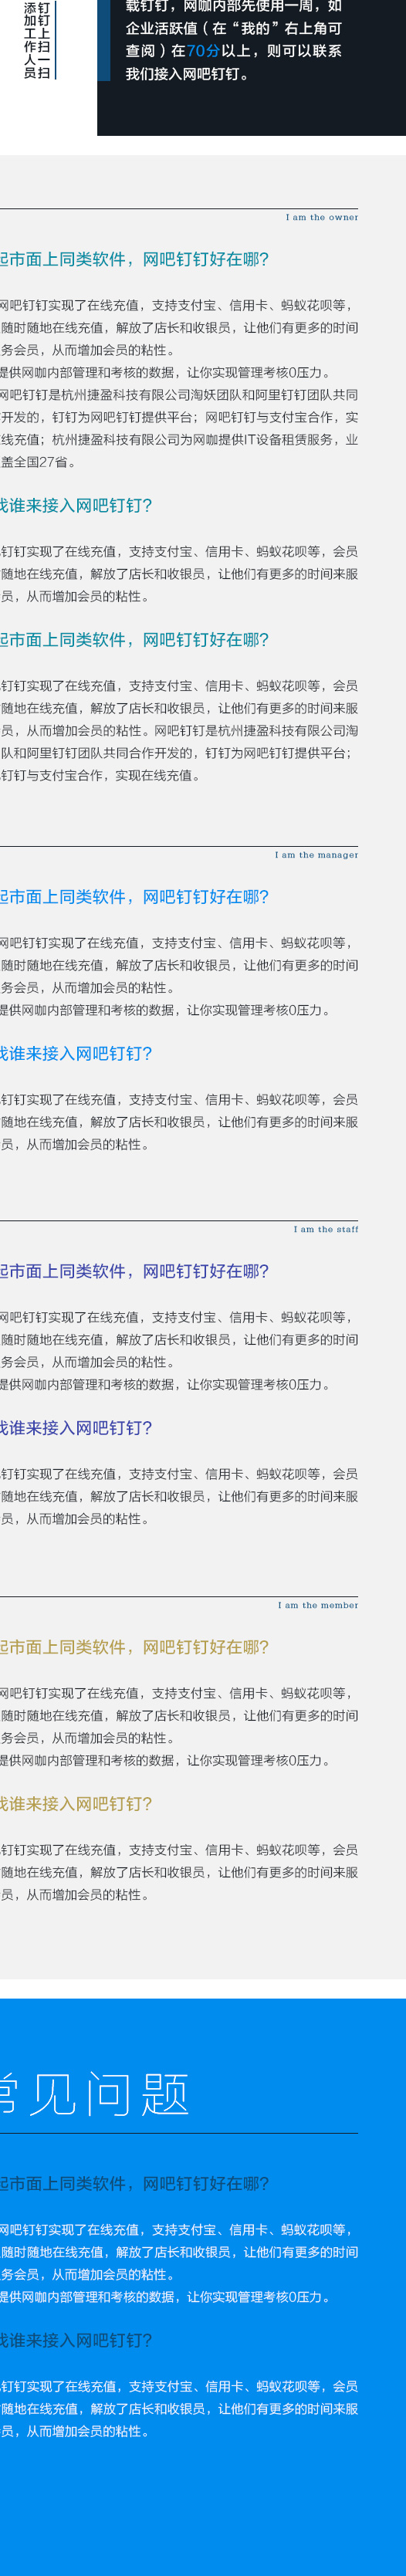 钉钉上扫一扫
添加工作人员
载钉钉，网咖内部先使用一周，如
企业活跃值（在“我的”右上角可
查阅）在70分以上，则可以联系
我们接入网吧钉钉。
I am the owner
起市面上同类软件，网吧钉钉好在哪?
网吧钉钉实现了在线充值，支持支付宝、信用卡、蚂蚁花呗等，
随时随地在线充值，解放了店长和收银员，让他们有更多的时间
务会员，从而增加会员的粘性。
提供网咖内部管理和考核的数据，让你实现管理考核0压力。
网吧钉钉是杭州捷盈科技有限公司淘妖团队和阿里钉钉团队共同
开发的，钉钉为网吧钉钉提供平台；网吧钉钉与支付宝合作，实
线充值；杭州捷盈科技有限公司为网咖提供IT设备租赁服务，业
盖全国27省。
找谁来接入网吧钉钉?
钉钉实现了在线充值，支持支付宝、信用卡、蚂蚁花呗等，会员
随地在线充值，解放了店长和收银员，让他们有更多的时间来服
员，从而增加会员的粘性。
起市面上同类软件，网吧钉钉好在哪?
钉钉实现了在线充值，支持支付宝、信用卡、蚂蚁花呗等，会员
随地在线充值，解放了店长和收银员，让他们有更多的时间来服
员，从而增加会员的粘性。网吧钉钉是杭州捷盈科技有限公司淘
队和阿里钉钉团队共同合作开发的，钉钉为网吧钉钉提供平台；
钉钉与支付宝合作，实现在线充值。
I am the manager
起市面上同类软件，网吧钉钉好在哪?
网吧钉钉实现了在线充值，支持支付宝、信用卡、蚂蚁花呗等，
随时随地在线充值，解放了店长和收银员，让他们有更多的时间
务会员，从而增加会员的粘性。
提供网咖内部管理和考核的数据，让你实现管理考核0压力。
找谁来接入网吧钉钉?
钉钉实现了在线充值，支持支付宝、信用卡、蚂蚁花呗等，会员
随地在线充值，解放了店长和收银员，让他们有更多的时间来服
员，从而增加会员的粘性。
I am the staff
起市面上同类软件，网吧钉钉好在哪?
网吧钉钉实现了在线充值，支持支付宝、信用卡、蚂蚁花呗等，
随时随地在线充值，解放了店长和收银员，让他们有更多的时间
务会员，从而增加会员的粘性。
提供网咖内部管理和考核的数据，让你实现管理考核0压力。
找谁来接入网吧钉钉?
钉钉实现了在线充值，支持支付宝、信用卡、蚂蚁花呗等，会员
随地在线充值，解放了店长和收银员，让他们有更多的时间来服
员，从而增加会员的粘性。
I am the member
起市面上同类软件，网吧钉钉好在哪?
网吧钉钉实现了在线充值，支持支付宝、信用卡、蚂蚁花呗等，
随时随地在线充值，解放了店长和收银员，让他们有更多的时间
务会员，从而增加会员的粘性。
提供网咖内部管理和考核的数据，让你实现管理考核0压力。
找谁来接入网吧钉钉?
钉钉实现了在线充值，支持支付宝、信用卡、蚂蚁花呗等，会员
随地在线充值，解放了店长和收银员，让他们有更多的时间来服
员，从而增加会员的粘性。
常见问题
起市面上同类软件，网吧钉钉好在哪?
网吧钉钉实现了在线充值，支持支付宝、信用卡、蚂蚁花呗等，
随时随地在线充值，解放了店长和收银员，让他们有更多的时间
务会员，从而增加会员的粘性。
提供网咖内部管理和考核的数据，让你实现管理考核0压力。
找谁来接入网吧钉钉?
钉钉实现了在线充值，支持支付宝、信用卡、蚂蚁花呗等，会员
随地在线充值，解放了店长和收银员，让他们有更多的时间来服
员，从而增加会员的粘性。